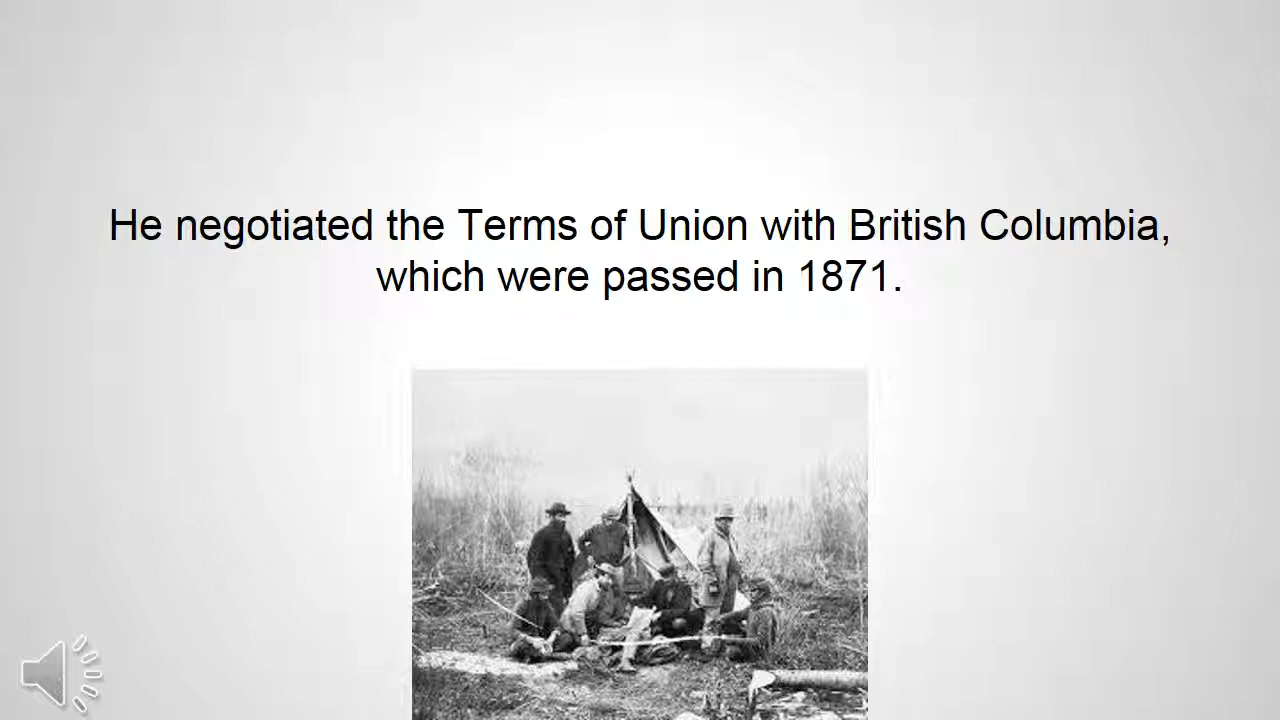 He negotiated the Terms of Union with British Columbia,
which were passed in 1871.